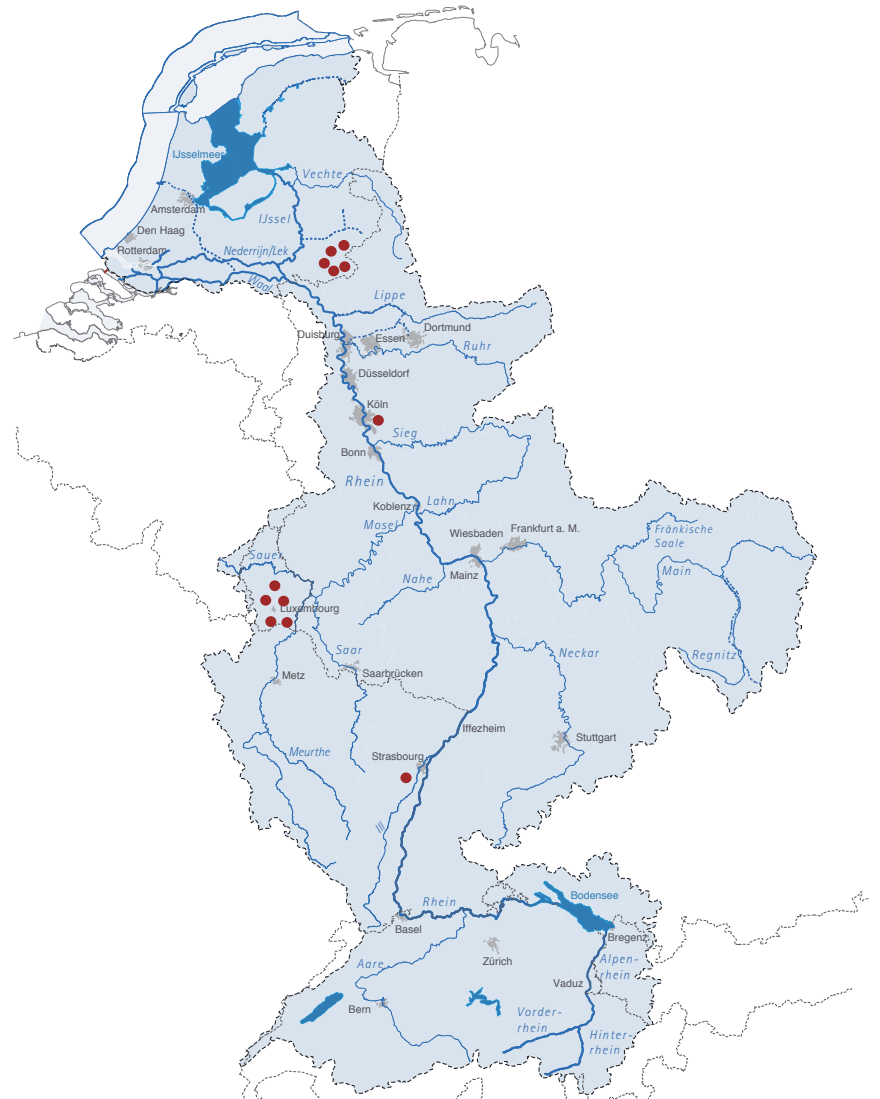 IJsselmeer
Vechte
Amsterdam
IJssel
Den Haag
Rotterdam
Nederrijn/Lek
Waal
Lippe
Duisburg
Essen
Dortmund
Ruhr
Düsseldorf
Köln
Sieg
Bonn
Rhein
Koblenz
Lahn
Mosel
Wiesbaden
Frankfurt a. M.
Fränkische
Saale
Sauer
Nahe
Mainz
Main
Luxembourg
Saar
Neckar
Regnitz
Metz
Saarbrücken
Iffezheim
Stuttgart
Meurthe
Strasbourg
Ill
Rhein
Bodensee
Basel
Bregenz
Zürich
Aare
Alpen-
rhein
Vaduz
Bern
Vorder-
rhein
Hinter-
rhein